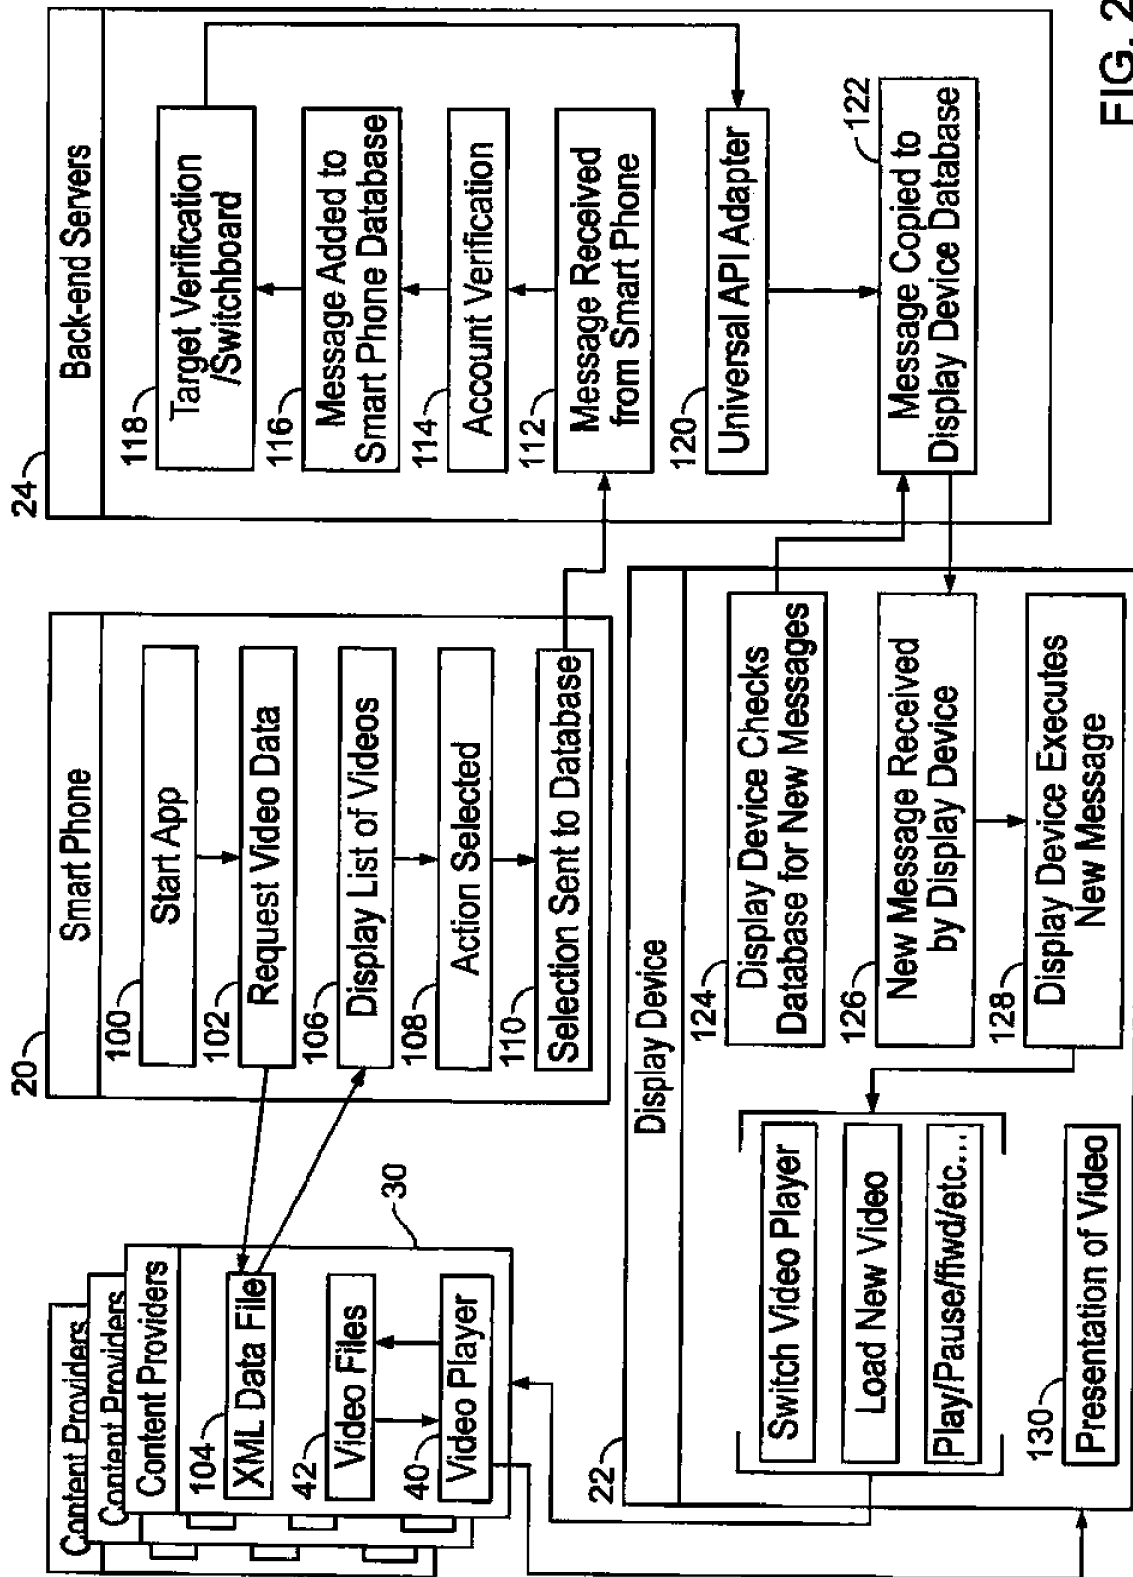 Content Providers
Content Providers
Content Providers
30
104
XML Data File
42
Video Files
40
Video Player
20
Smart Phone
100
Start App
102
Request Video Data
106
Display List of Videos
108
Action Selected
110
Selection Sent to Database
24
Back-end Servers
118
Target Verification
/Switchboard
116
Message Added to
Smart Phone Database
114
Account Verification
112
Message Received
from Smart Phone
120
Universal API Adapter
122
Message Copied to
Display Device Database
22
Display Device
124
Display Device Checks
Database for New Messages
126
New Message Received
by Display Device
128
Display Device Executes
New Message
Switch Video Player
Load New Video
Play/Pause/ffwd/etc...
130
Presentation of Video
FIG. 2